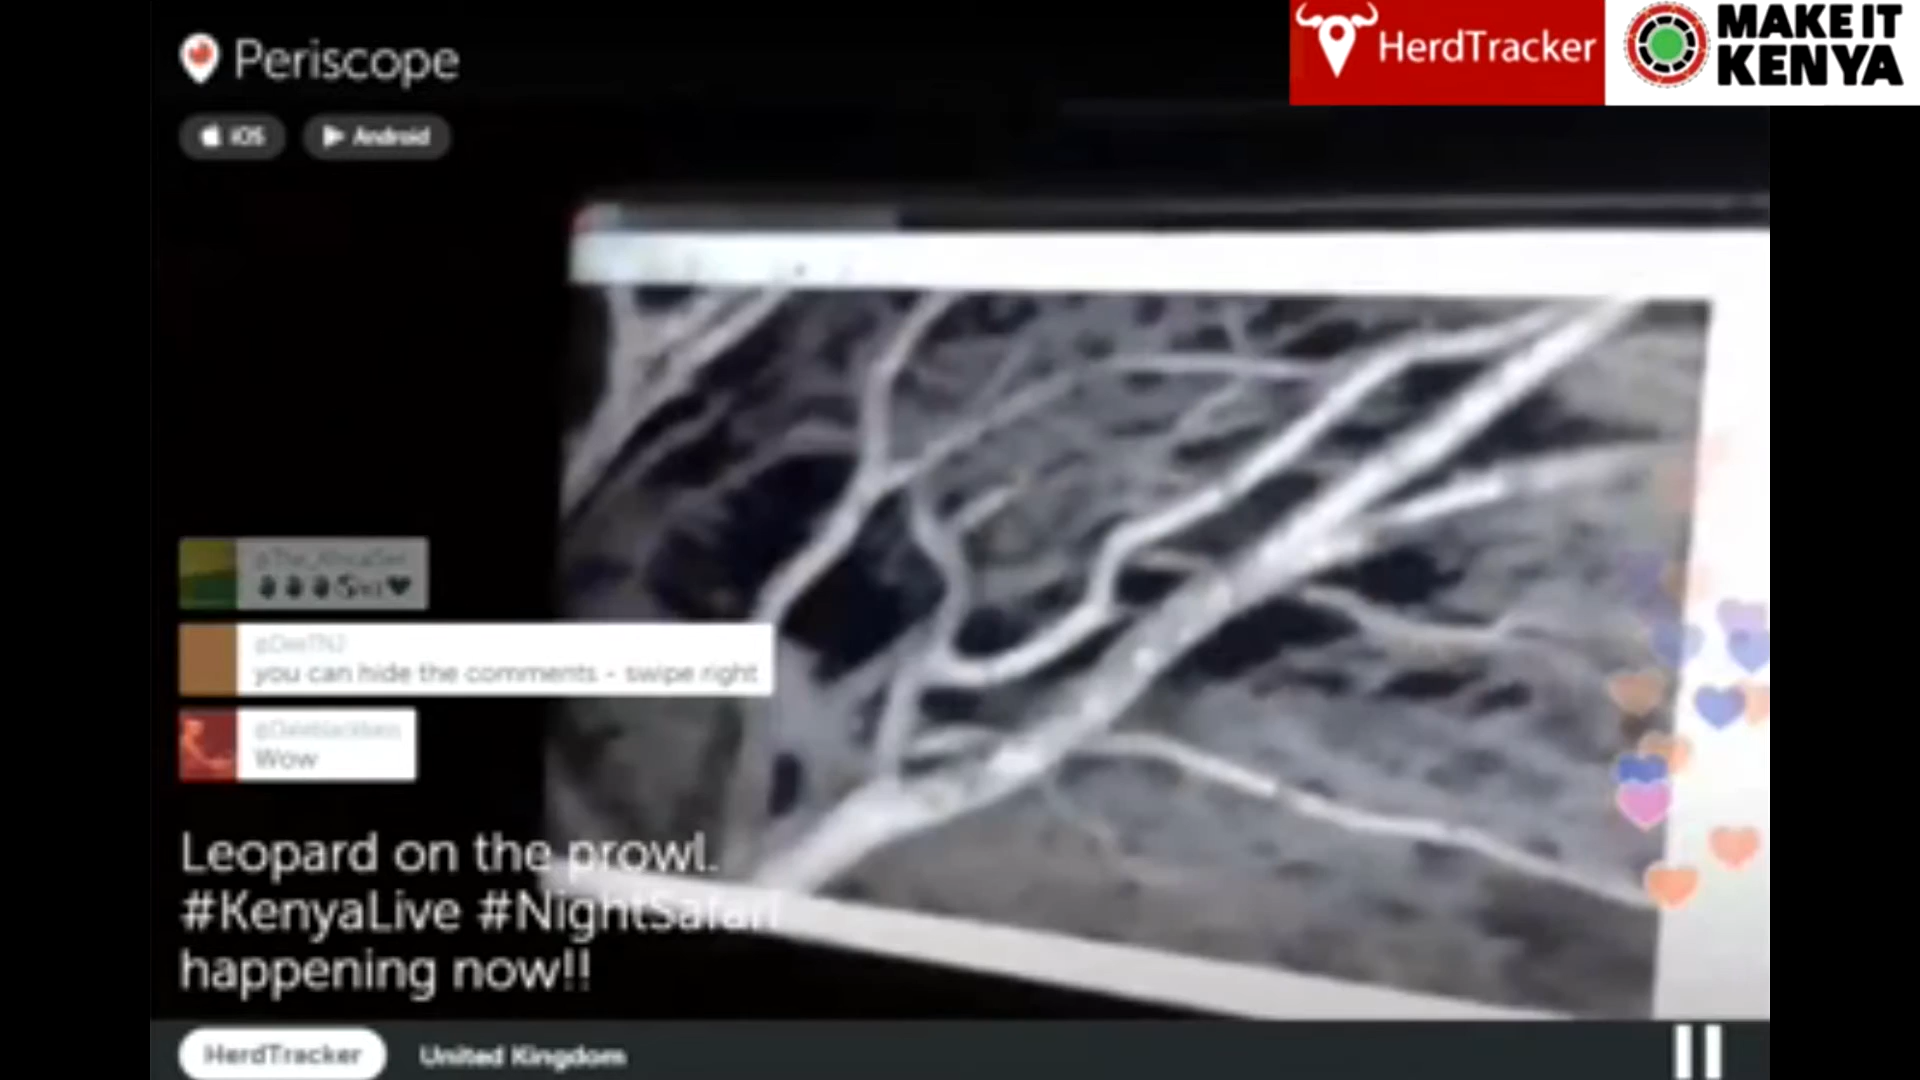 Periscope
HerdTracker
MAKE IT
KENYA
iOS
Android
you can hide the comments - swipe right
Wow
Leopard on the prowl.
#KenyaLive #NightSafari
happening now!!
HerdTracker
United Kingdom